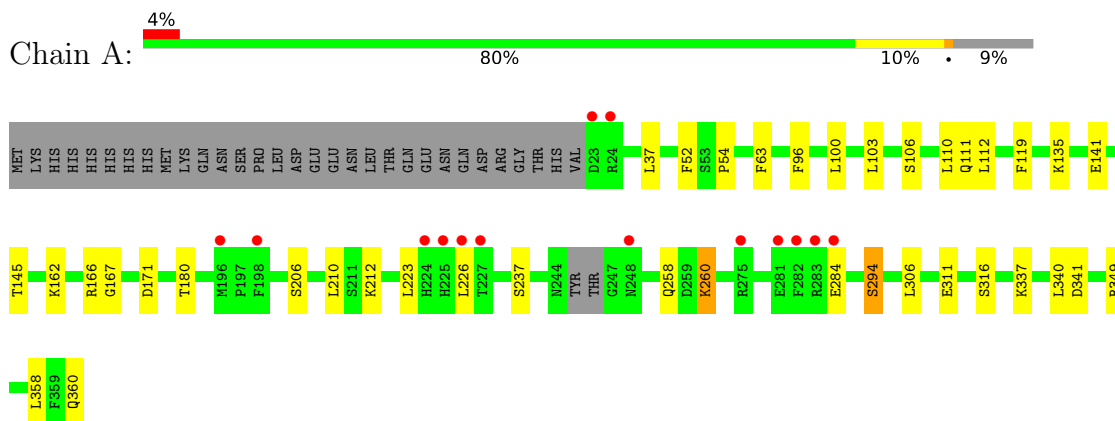 4%
Chain A:
80% 10% • 9%
MET LYS HIS HIS HIS HIS HIS HIS MET LYS GLN ASN SER PRO LEU ASP GLU GLU ASN LEU THR GLN GLU ASN GLN ASP ARG GLY THR HIS VAL D23 R24 L37 F52 S53 P54 F63 F96 L100 L103 S106 L110 Q111 L112 F119 K135 E141
T145 K162 R166 G167 D171 T180 M196 P197 F198 S206 L210 S211 K212 L223 H224 H225 L226 T227 S237 N244 TYR THR G247 N248 Q258 D259 K260 R275 E281 F282 R283 E284 S294 L306 E311 S316 K337 L340 D341
L358 F359 Q360